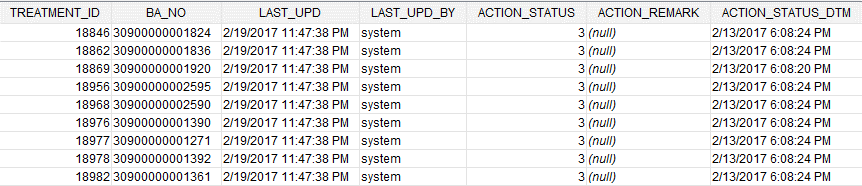 TREATMENT_ID BA_NO LAST_UPD LAST_UPD_BY ACTION_STATUS ACTION_REMARK ACTION_STATUS_DTM
18846 30900000001824 2/19/2017 11:47:38 PM system 3 (null) 2/13/2017 6:08:24 PM
18862 30900000001836 2/19/2017 11:47:38 PM system 3 (null) 2/13/2017 6:08:24 PM
18869 30900000001920 2/19/2017 11:47:38 PM system 3 (null) 2/13/2017 6:08:20 PM
18956 30900000002595 2/19/2017 11:47:38 PM system 3 (null) 2/13/2017 6:08:24 PM
18968 30900000002590 2/19/2017 11:47:38 PM system 3 (null) 2/13/2017 6:08:24 PM
18976 30900000001390 2/19/2017 11:47:38 PM system 3 (null) 2/13/2017 6:08:24 PM
18977 30900000001271 2/19/2017 11:47:38 PM system 3 (null) 2/13/2017 6:08:24 PM
18978 30900000001392 2/19/2017 11:47:38 PM system 3 (null) 2/13/2017 6:08:24 PM
18982 30900000001361 2/19/2017 11:47:38 PM system 3 (null) 2/13/2017 6:08:24 PM